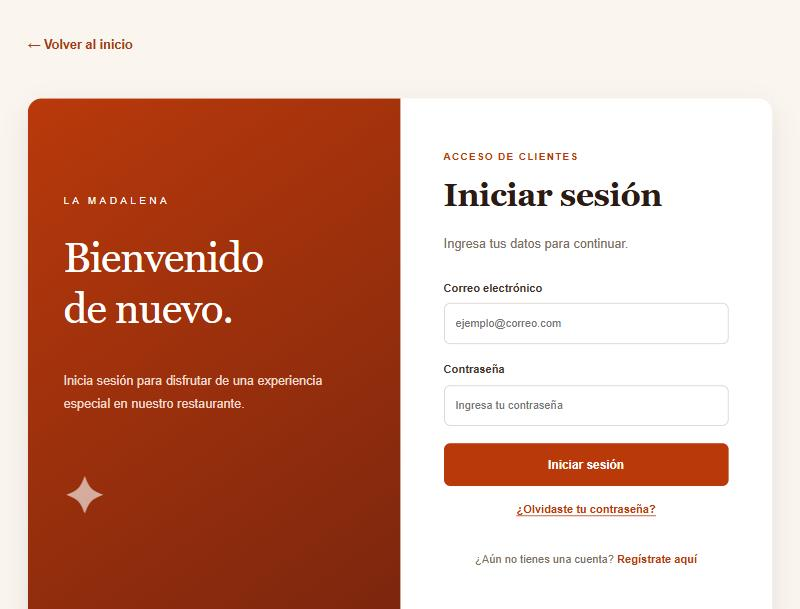 ← Volver al inicio
LA MADALENA
Bienvenido
de nuevo.
Inicia sesión para disfrutar de una experiencia
especial en nuestro restaurante.
ACCESO DE CLIENTES
Iniciar sesión
Ingresa tus datos para continuar.
Correo electrónico
ejemplo@correo.com
Contraseña
Ingresa tu contraseña
Iniciar sesión
¿Olvidaste tu contraseña?
¿Aún no tienes una cuenta? Regístrate aquí